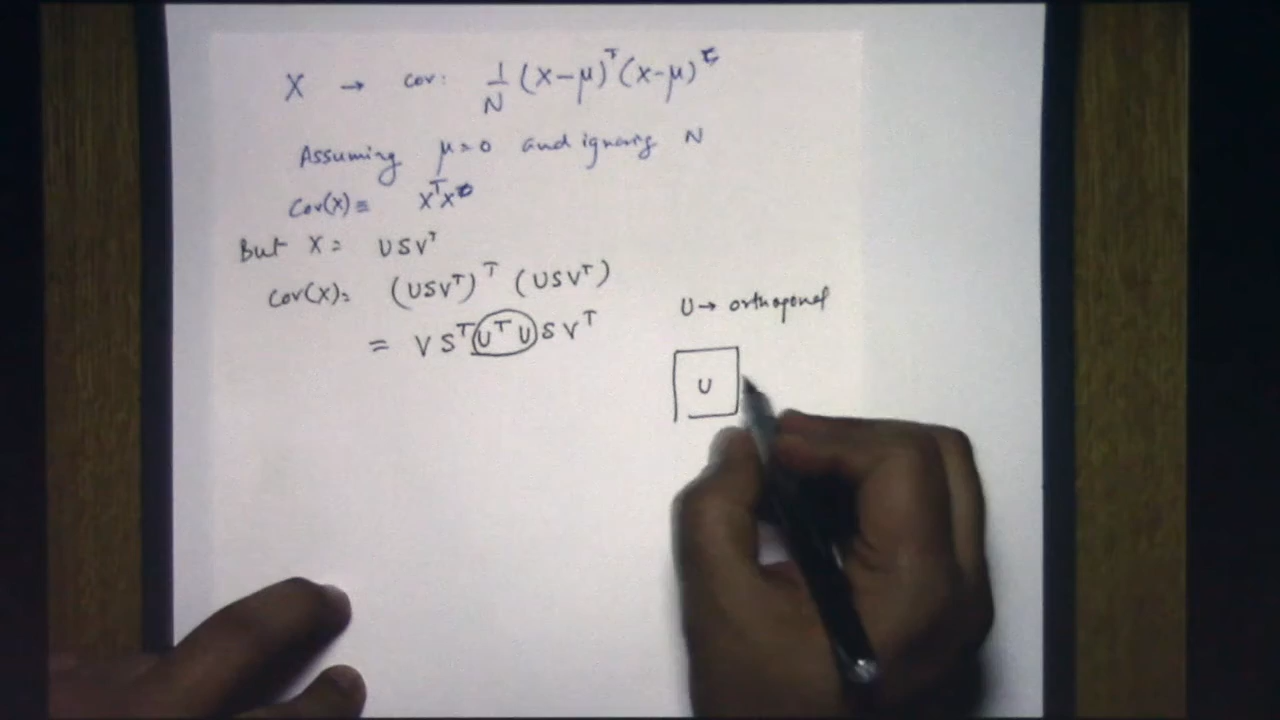 X → cov: 1/N (x-μ)ᵀ(x-μ)
Assuming μ=0 and ignoring N
Cov(x)≡ xᵀx
But X= USVᵀ
Cov(x)= (USVᵀ)ᵀ (USVᵀ)
= VSᵀUᵀUSVᵀ
U→ orthogonal
U